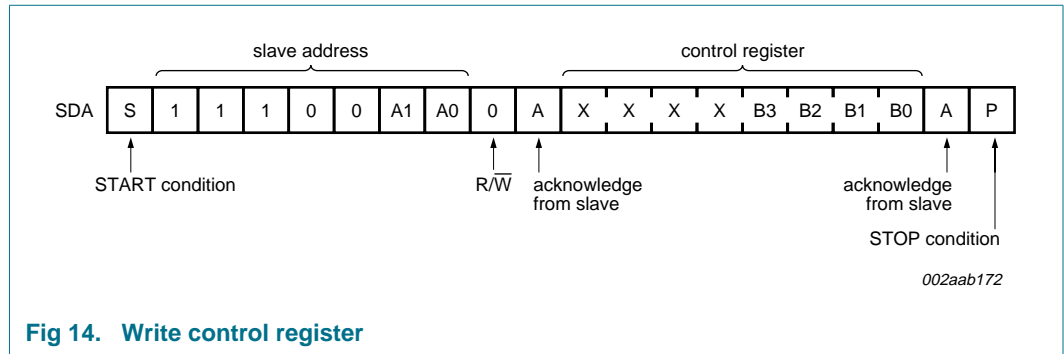 slave address control register
SDA S 1 1 1 0 0 A1 A0 0 A X X X X B3 B2 B1 B0 A P
START condition R/W̅ acknowledge from slave acknowledge from slave
STOP condition
002aab172
Fig 14. Write control register